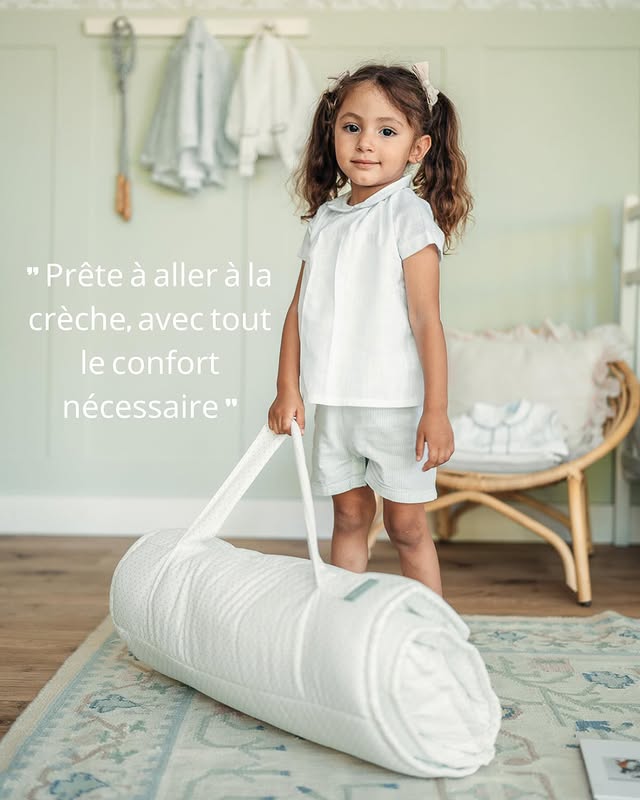 ❞ Prête à aller à la
crèche, avec tout
le confort
nécessaire ❞